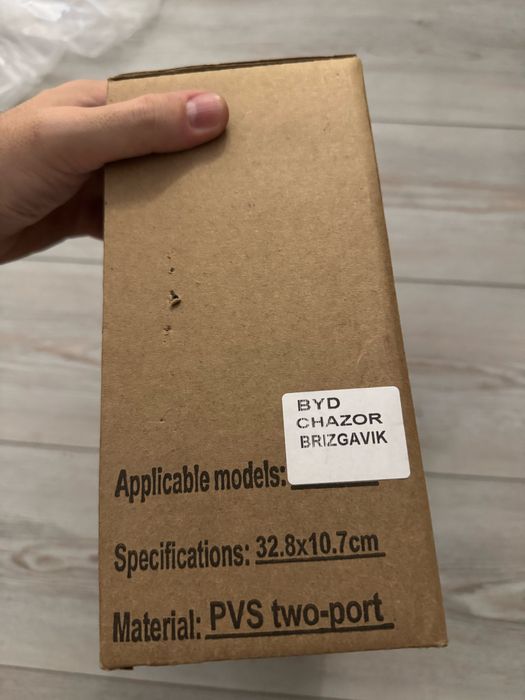 BYD
CHAZOR
BRIZGAVIK
Applicable models:
Specifications: 32.8x10.7cm
Material: PVS two-port